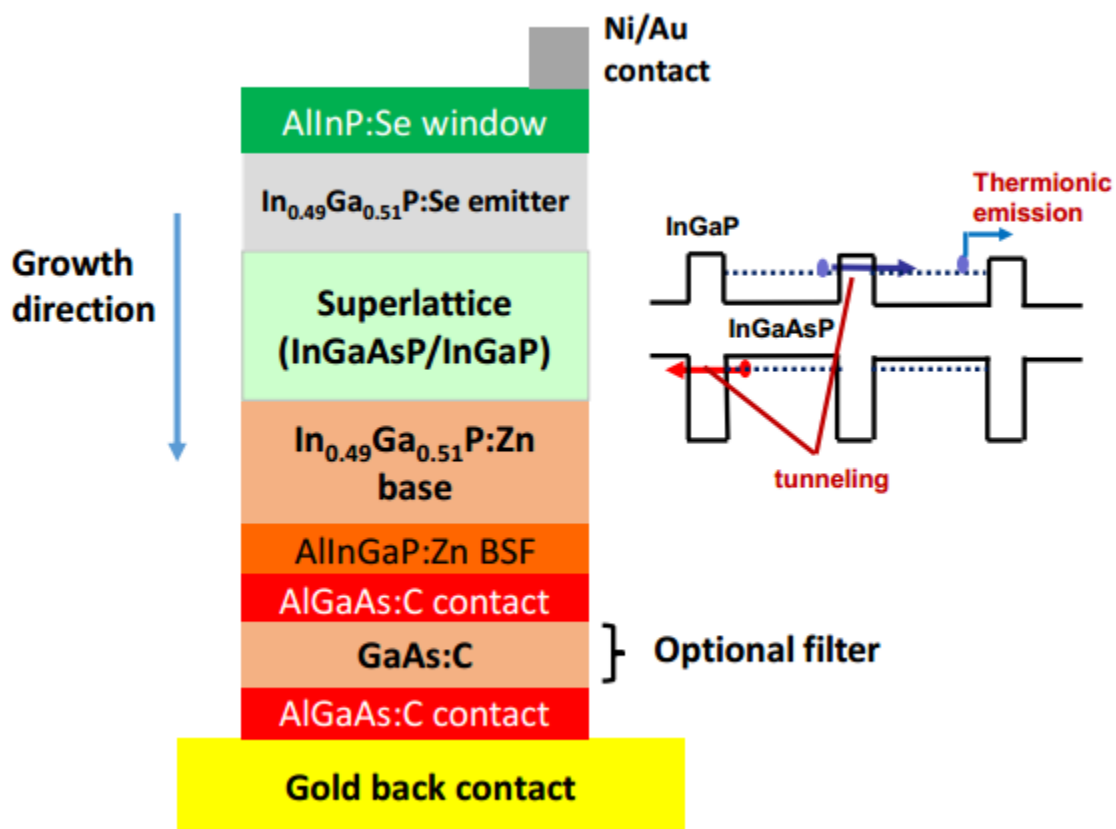 Ni/Au
contact
AlInP:Se window
In₀.₄₉Ga₀.₅₁P:Se emitter
Growth
direction
Superlattice
(InGaAsP/InGaP)
In₀.₄₉Ga₀.₅₁P:Zn
base
AlInGaP:Zn BSF
AlGaAs:C contact
GaAs:C
Optional filter
AlGaAs:C contact
Gold back contact
Thermionic
emission
InGaP
InGaAsP
tunneling